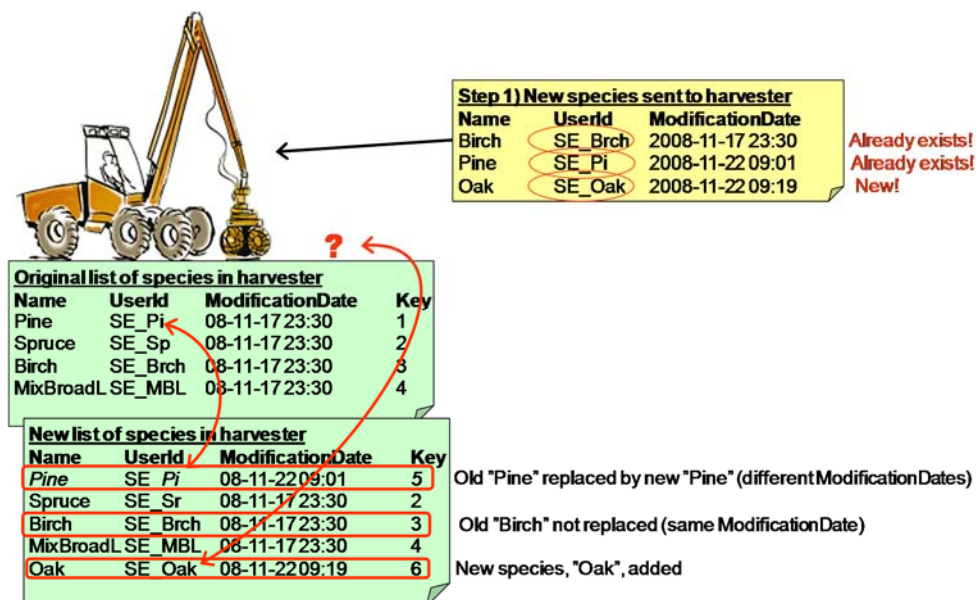 Step 1) New species sent to harvester
Name UserId ModificationDate
Birch SE_Brch 2008-11-17 23:30 Already exists!
Pine SE_Pi 2008-11-22 09:01 Already exists!
Oak SE_Oak 2008-11-22 09:19 New!
?
Original list of species in harvester
Name UserId ModificationDate Key
Pine SE_Pi 08-11-17 23:30 1
Spruce SE_Sp 08-11-17 23:30 2
Birch SE_Brch 08-11-17 23:30 3
MixBroadL SE_MBL 08-11-17 23:30 4
New list of species in harvester
Name UserId ModificationDate Key
Pine SE_Pi 08-11-22 09:01 5 Old "Pine" replaced by new "Pine" (different ModificationDates)
Spruce SE_Sr 08-11-17 23:30 2
Birch SE_Brch 08-11-17 23:30 3 Old "Birch" not replaced (same ModificationDate)
MixBroadL SE_MBL 08-11-17 23:30 4
Oak SE_Oak 08-11-22 09:19 6 New species, "Oak", added